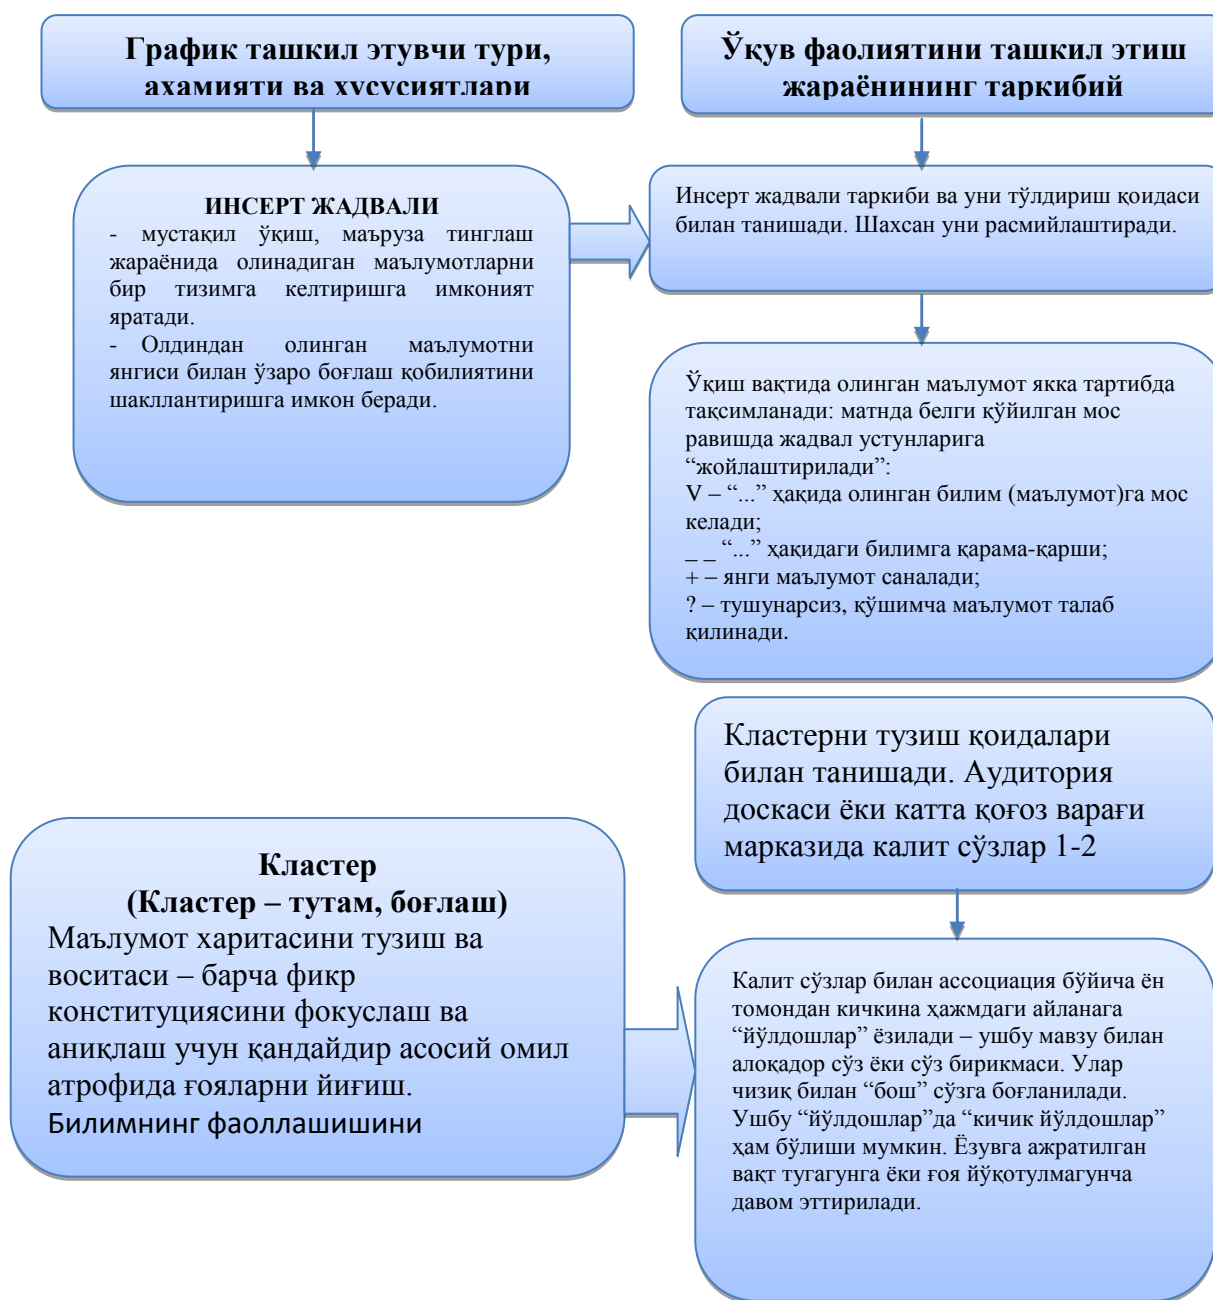 График ташкил этувчи тури,
аҳамияти ва хусусиятлари
Ўқув фаолиятини ташкил этиш
жараёнининг таркибий
ИНСЕРТ ЖАДВАЛИ
- мустақил ўқиш, маъруза тинглаш
жараёнида олинадиган маълумотларни
бир тизимга келтиришга имконият
яратади.
- Олдиндан олинган маълумотни
янгиси билан ўзаро боғлаш қобилиятини
шакллантиришга имкон беради.
Инсерт жадвали таркиби ва уни тўлдириш қоидаси
билан танишади. Шахсан уни расмийлаштиради.
Ўқиш вақтида олинган маълумот якка тартибда
тақсимланади: матнда белги қўйилган мос
равишда жадвал устунларига
“жойлаштирилади”:
V – “...” ҳақида олинган билим (маълумот)га мос
келади;
_ _ “...” ҳақидаги билимга қарама-қарши;
+ – янги маълумот саналади;
? – тушунарсиз, қўшимча маълумот талаб
қилинади.
Кластерни тузиш қоидалари
билан танишади. Аудитория
доскаси ёки катта қоғоз варағи
марказида калит сўзлар 1-2
Кластер
(Кластер – тутам, боғлаш)
Маълумот харитасини тузиш ва
воситаси – барча фикр
конституциясини фокуслаш ва
аниқлаш учун қандайдир асосий омил
атрофида ғояларни йиғиш.
Билимнинг фаоллашишини
Калит сўзлар билан ассоциация бўйича ён
томондан кичкина ҳажмдаги айланага
“йўлдошлар” ёзилади – ушбу мавзу билан
алоқадор сўз ёки сўз бирикмаси. Улар
чизиқ билан “бош” сўзга боғланилади.
Ушбу “йўлдошлар”да “кичик йўлдошлар”
ҳам бўлиши мумкин. Ёзувга ажратилган
вақт тугагунга ёки ғоя йўқотулмагунча
давом эттирилади.